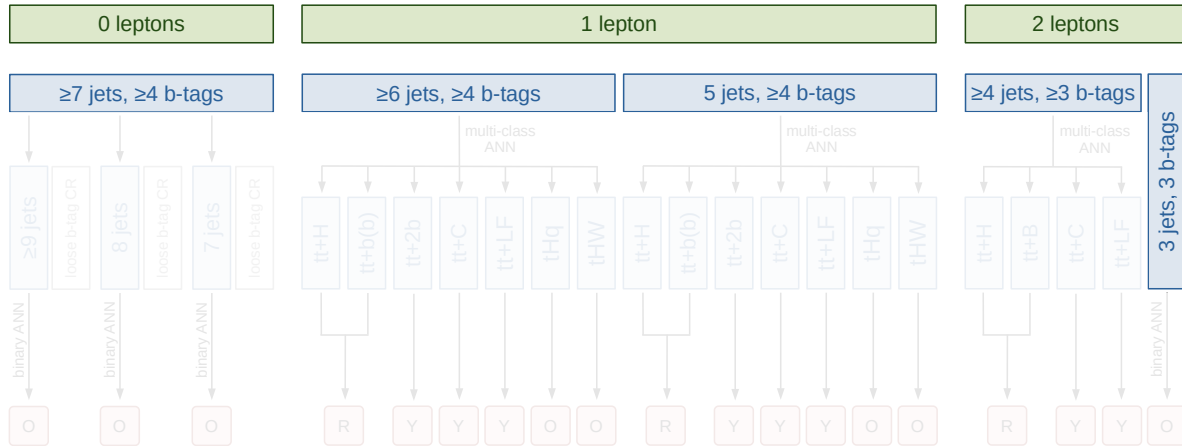 0 leptons
1 lepton
2 leptons
≥7 jets, ≥4 b-tags
≥6 jets, ≥4 b-tags
5 jets, ≥4 b-tags
≥4 jets, ≥3 b-tags
3 jets, 3 b-tags
multi-class
ANN
multi-class
ANN
multi-class
ANN
≥9 jets
loose b-tag CR
8 jets
loose b-tag CR
7 jets
loose b-tag CR
tt+H
tt+b(b)
tt+2b
tt+C
tt+LF
tHq
tHW
tt+H
tt+b(b)
tt+2b
tt+C
tt+LF
tHq
tHW
tt+H
tt+B
tt+C
tt+LF
binary ANN
binary ANN
binary ANN
binary ANN
O
O
O
R
Y
Y
Y
O
O
R
Y
Y
Y
O
O
R
Y
Y
O